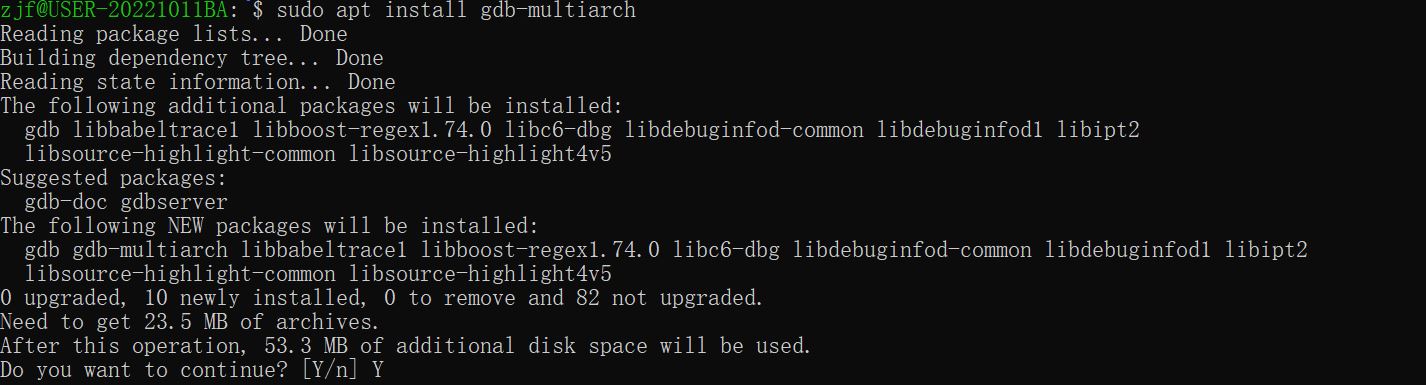 zjf@USER-20221011BA:~$ sudo apt install gdb-multiarch
Reading package lists... Done
Building dependency tree... Done
Reading state information... Done
The following additional packages will be installed:
  gdb libbabeltrace1 libboost-regex1.74.0 libc6-dbg libdebuginfod-common libdebuginfod1 libipt2
  libsource-highlight-common libsource-highlight4v5
Suggested packages:
  gdb-doc gdbserver
The following NEW packages will be installed:
  gdb gdb-multiarch libbabeltrace1 libboost-regex1.74.0 libc6-dbg libdebuginfod-common libdebuginfod1 libipt2
  libsource-highlight-common libsource-highlight4v5
0 upgraded, 10 newly installed, 0 to remove and 82 not upgraded.
Need to get 23.5 MB of archives.
After this operation, 53.3 MB of additional disk space will be used.
Do you want to continue? [Y/n] Y